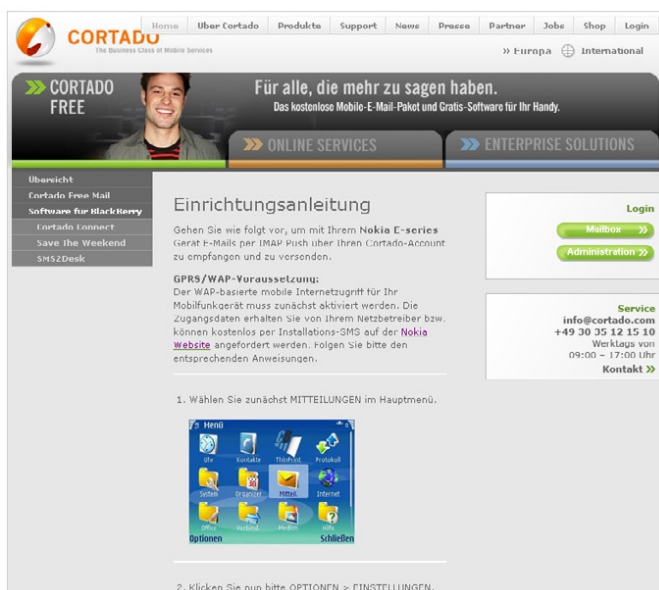 CORTADO
The Business Class of Mobile Services
Home Über Cortado Produkte Support News Presse Partner Jobs Shop Login
» Europa International
» CORTADO FREE
Für alle, die mehr zu sagen haben.
Das kostenlose Mobile-E-Mail-Paket und Gratis-Software für Ihr Handy.
» ONLINE SERVICES
» ENTERPRISE SOLUTIONS
Übersicht
Cortado Free Mail
Software für BlackBerry
Cortado Connect
Save The Weekend
SMS2Desk
Einrichtungsanleitung
Gehen Sie wie folgt vor, um mit Ihrem Nokia E-series
Gerät E-Mails per IMAP Push über Ihren Cortado-Account
zu empfangen und zu versenden.
GPRS/WAP-Voraussetzung:
Der WAP-basierte mobile Internetzugriff für Ihr
Mobilfunkgerät muss zunächst aktiviert werden. Die
Zugangsdaten erhalten Sie von Ihrem Netzbetreiber bzw.
können kostenlos per Installations-SMS auf der Nokia
Website angefordert werden. Folgen Sie bitte den
entsprechenden Anweisungen.
1. Wählen Sie zunächst MITTEILUNGEN im Hauptmenü.
Menü
Uhr Kontakte ThinPrint Protokoll
System Organizer Mitteil. Internet
Office Verbind. Medien Hilfe
Optionen Schließen
2. Klicken Sie nun bitte OPTIONEN > EINSTELLUNGEN.
Login
Mailbox »
Administration »
Service
info@cortado.com
+49 30 35 12 15 10
Werktags von
09:00 – 17:00 Uhr
Kontakt »